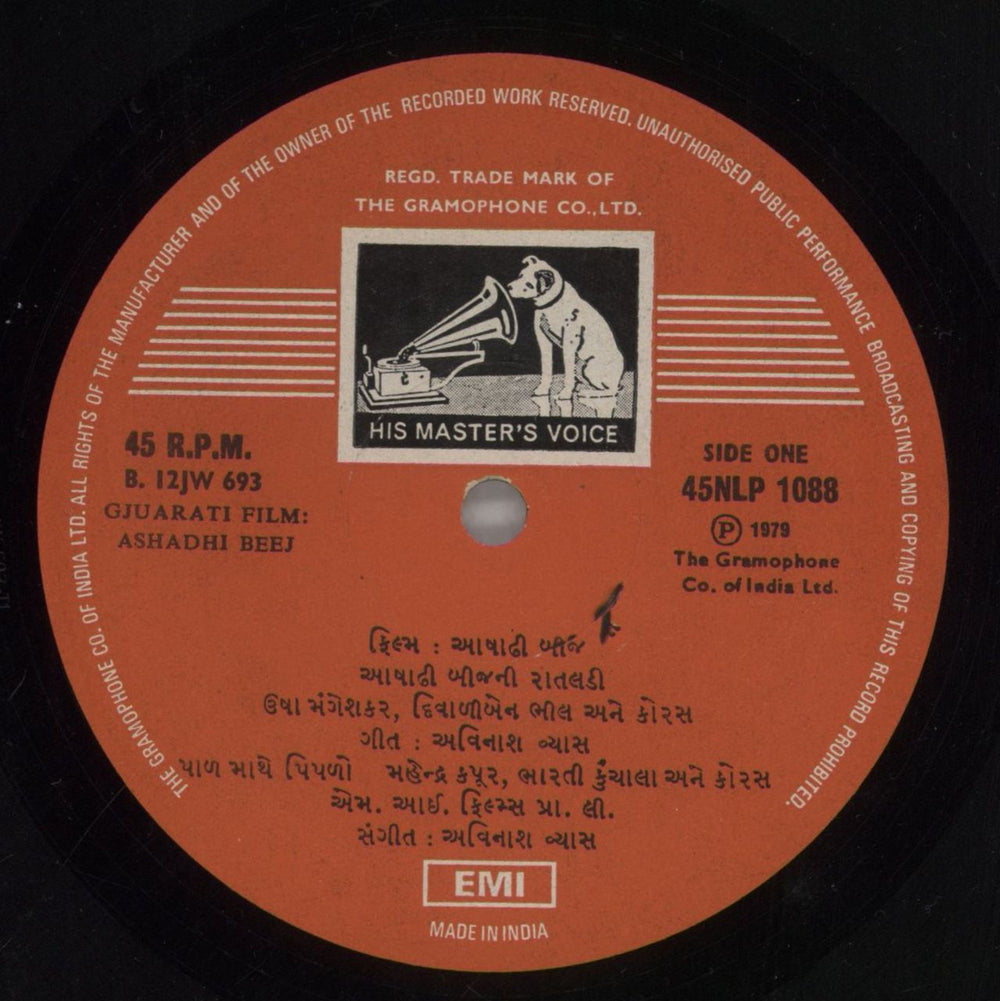 THE GRAMOPHONE CO. OF INDIA LTD. ALL RIGHTS OF THE MANUFACTURER AND OF THE OWNER OF THE RECORDED WORK RESERVED. UNAUTHORISED PUBLIC PERFORMANCE BROADCASTING AND COPYING OF THIS RECORD PROHIBITED.
REGD. TRADE MARK OF
THE GRAMOPHONE CO.,LTD.
HIS MASTER'S VOICE
45 R.P.M.
B. 12JW 693
GJUARATI FILM:
ASHADHI BEEJ
SIDE ONE
45NLP 1088
Ⓟ 1979
The Gramophone
Co. of India Ltd.
ફિલ્મ : આષાઢી બીજ
આષાઢી બીજની રાતલડી
ઉષા મંગેશકર, દિવાળીબેન ભીલ અને કોરસ
ગીત : અવિનાશ વ્યાસ
પાળ માથે પિપળો મહેન્દ્ર કપૂર, ભારતી કુંચાલા અને કોરસ
એમ. આઈ. ફિલ્મ્સ પ્રા. લી.
સંગીત : અવિનાશ વ્યાસ
EMI
MADE IN INDIA